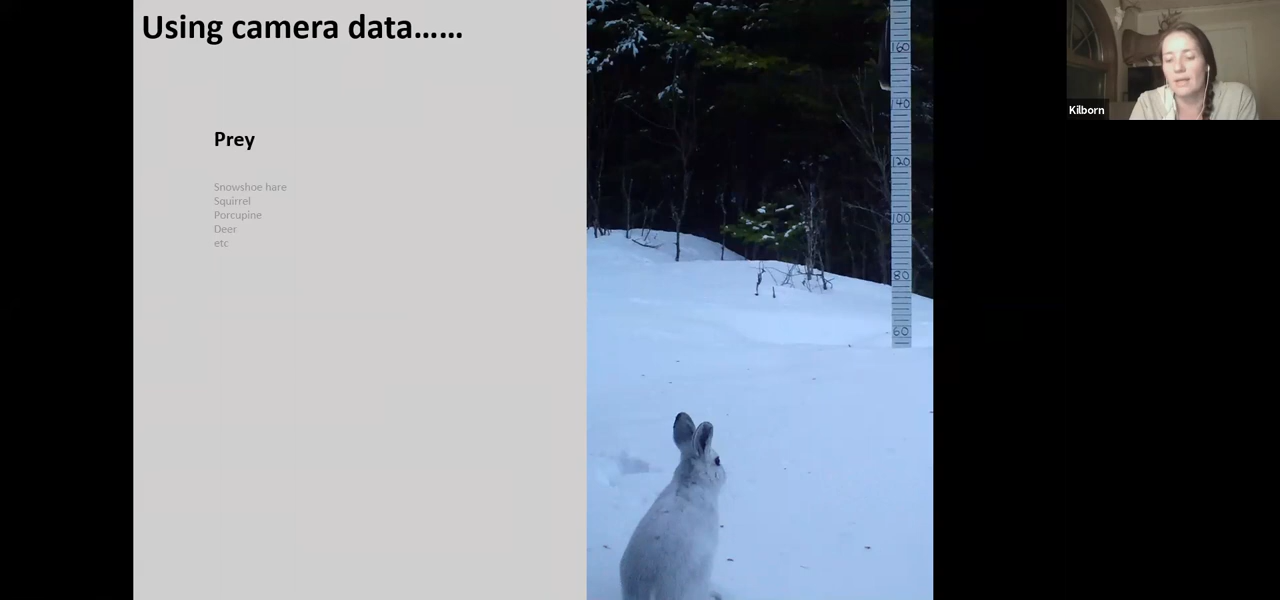 Using camera data......
Prey
Snowshoe hare
Squirrel
Porcupine
Deer
etc
160
140
120
100
80
60
Kilborn